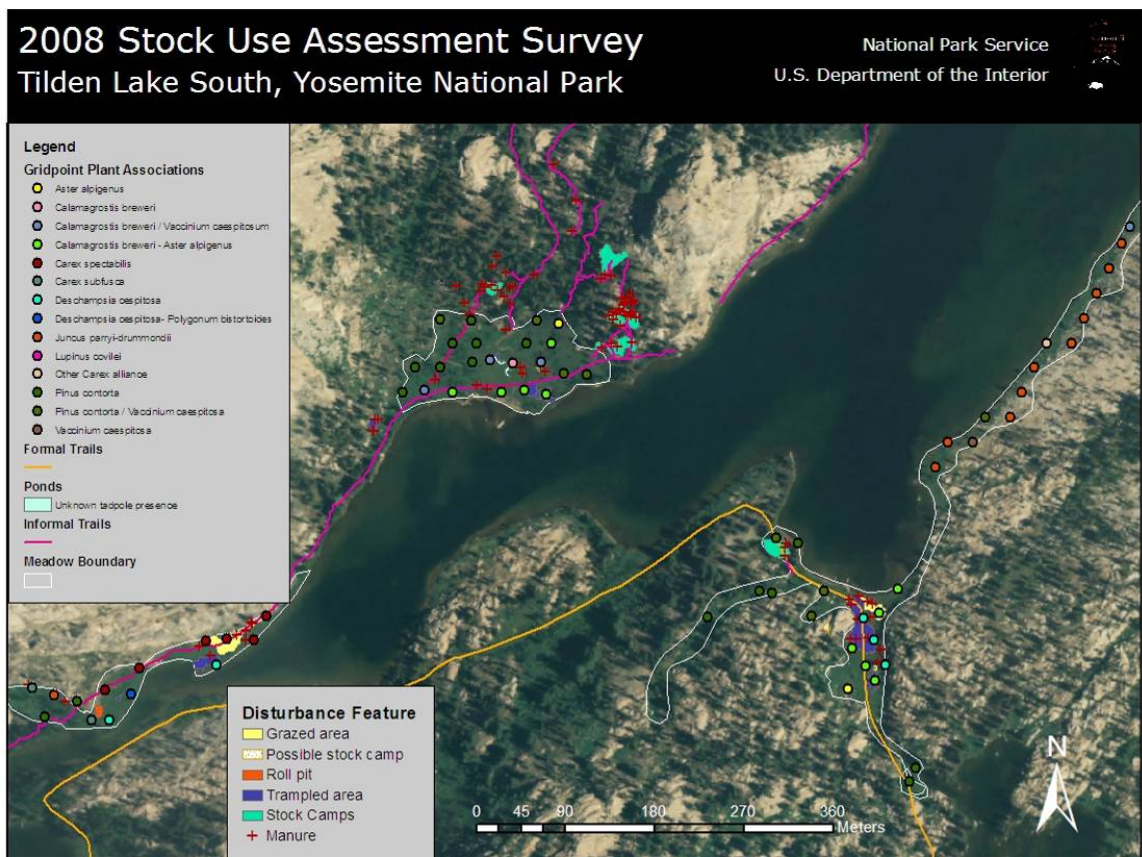 2008 Stock Use Assessment Survey
Tilden Lake South, Yosemite National Park
National Park Service
U.S. Department of the Interior
Legend
Gridpoint Plant Associations
Aster alpigenus
Calamagrostis breweri
Calamagrostis breweri / Vaccinium caespitosum
Calamagrostis breweri - Aster alpigenus
Carex spectabilis
Carex subfusca
Deschampsia cespitosa
Deschampsia cespitosa- Polygonum bistortoides
Juncus parryi-drummondii
Lupinus covilei
Other Carex alliance
Pinus contorta
Pinus contorta / Vaccinium caespitosa
Vaccinium caespitosa
Formal Trails
Ponds
Unknown tadpole presence
Informal Trails
Meadow Boundary
Disturbance Feature
Grazed area
Possible stock camp
Roll pit
Trampled area
Stock Camps
Manure
N
0 45 90 180 270 360
Meters